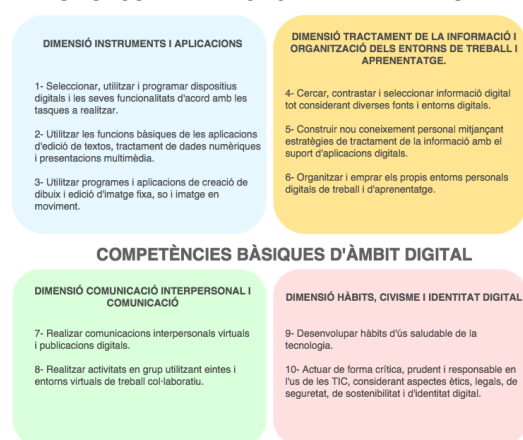 DIMENSIÓ INSTRUMENTS I APLICACIONS
1- Seleccionar, utilitzar i programar dispositius
digitals i les seves funcionalitats d'acord amb les
tasques a realitzar.
2- Utilitzar les funcions bàsiques de les aplicacions
d'edició de textos, tractament de dades numèriques
i presentacions multimèdia.
3- Utilitzar programes i aplicacions de creació de
dibuix i edició d'imatge fixa, so i imatge en
moviment.
DIMENSIÓ TRACTAMENT DE LA INFORMACIÓ I
ORGANITZACIÓ DELS ENTORNS DE TREBALL I
APRENENTATGE.
4- Cercar, contrastar i seleccionar informació digital
tot considerant diverses fonts i entorns digitals.
5- Construir nou coneixement personal mitjançant
estratègies de tractament de la informació amb el
suport d'aplicacions digitals.
6- Organitzar i emprar els propis entorns personals
digitals de treball i d'aprenentatge.
COMPETÈNCIES BÀSIQUES D'ÀMBIT DIGITAL
DIMENSIÓ COMUNICACIÓ INTERPERSONAL I
COMUNICACIÓ
7- Realizar comunicacions interpersonals virtuals
i publicacions digitals.
8- Realitzar activitats en grup utilitzant eintes i
entorns virtuals de treball col·laboratiu.
DIMENSIÓ HÀBITS, CIVISME I IDENTITAT DIGITAL
9- Desenvolupar hàbits d'ús saludable de la
tecnologia.
10- Actuar de forma crítica, prudent i responsable en
l'us de les TIC, considerant aspectes ètics, legals, de
seguretat, de sostenibilitat i d'identitat digital.